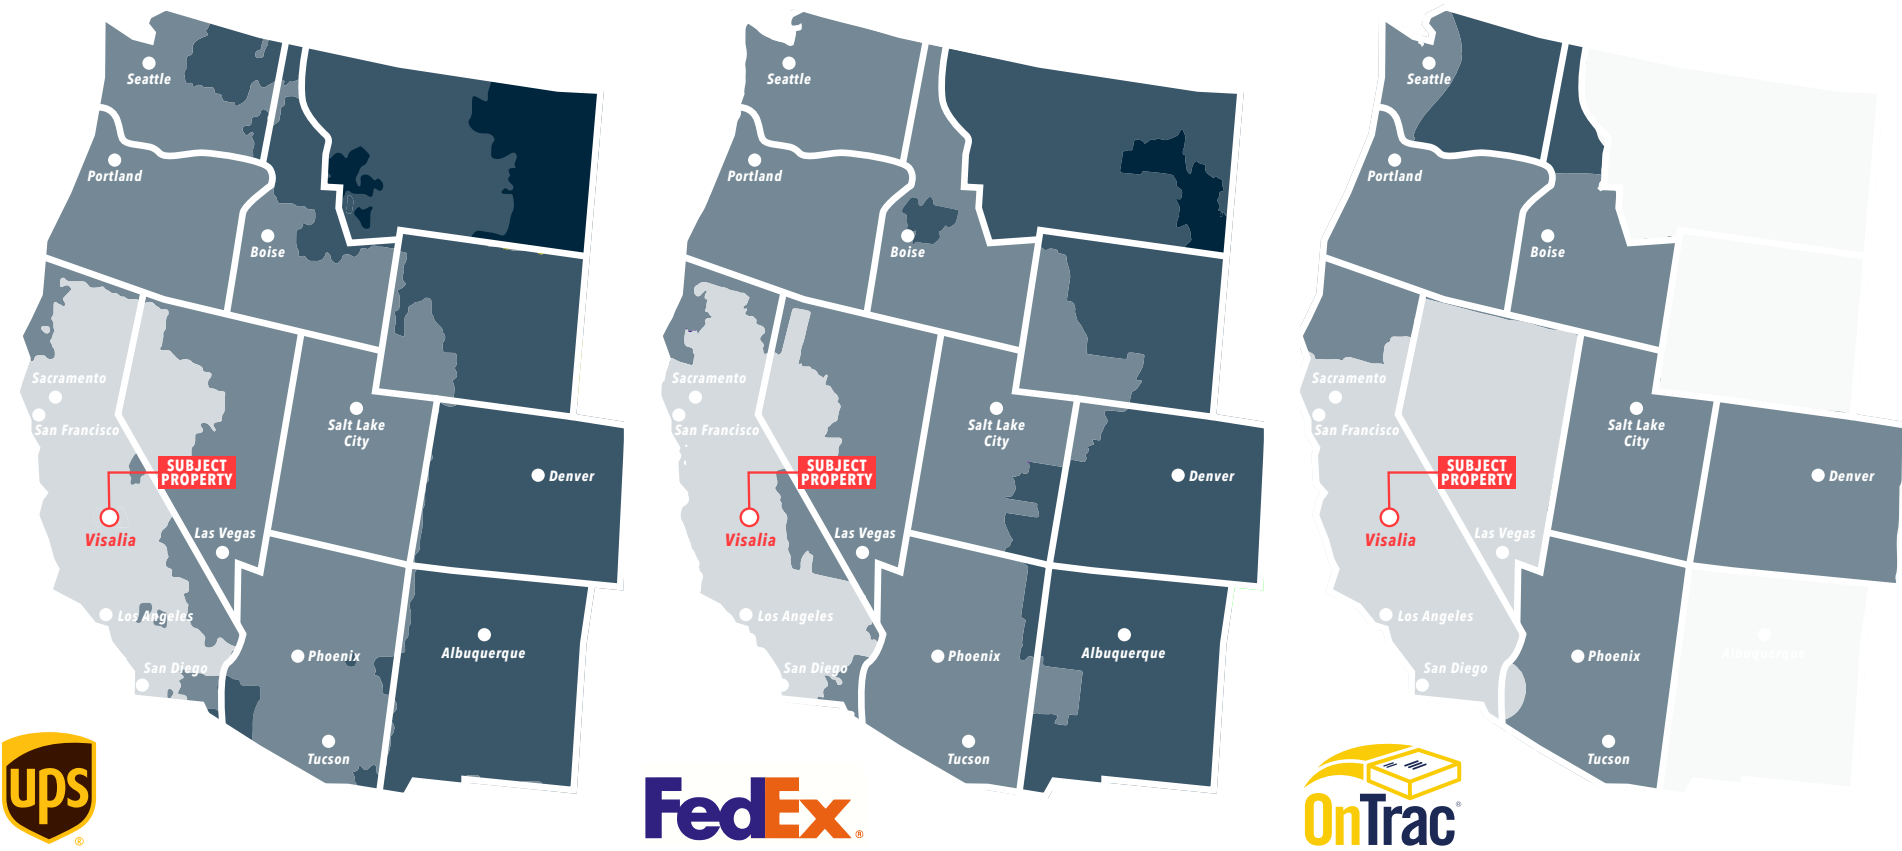 Seattle
Portland
Boise
Sacramento
San Francisco
Salt Lake
City
SUBJECT
PROPERTY
Denver
Visalia
Las Vegas
Los Angeles
Phoenix
Albuquerque
San Diego
Tucson
ups
®
Seattle
Portland
Boise
Sacramento
San Francisco
Salt Lake
City
SUBJECT
PROPERTY
Denver
Visalia
Las Vegas
Los Angeles
Phoenix
Albuquerque
San Diego
Tucson
FedEx®
Seattle
Portland
Boise
Sacramento
San Francisco
Salt Lake
City
SUBJECT
PROPERTY
Denver
Visalia
Las Vegas
Los Angeles
Phoenix
Albuquerque
San Diego
Tucson
OnTrac®